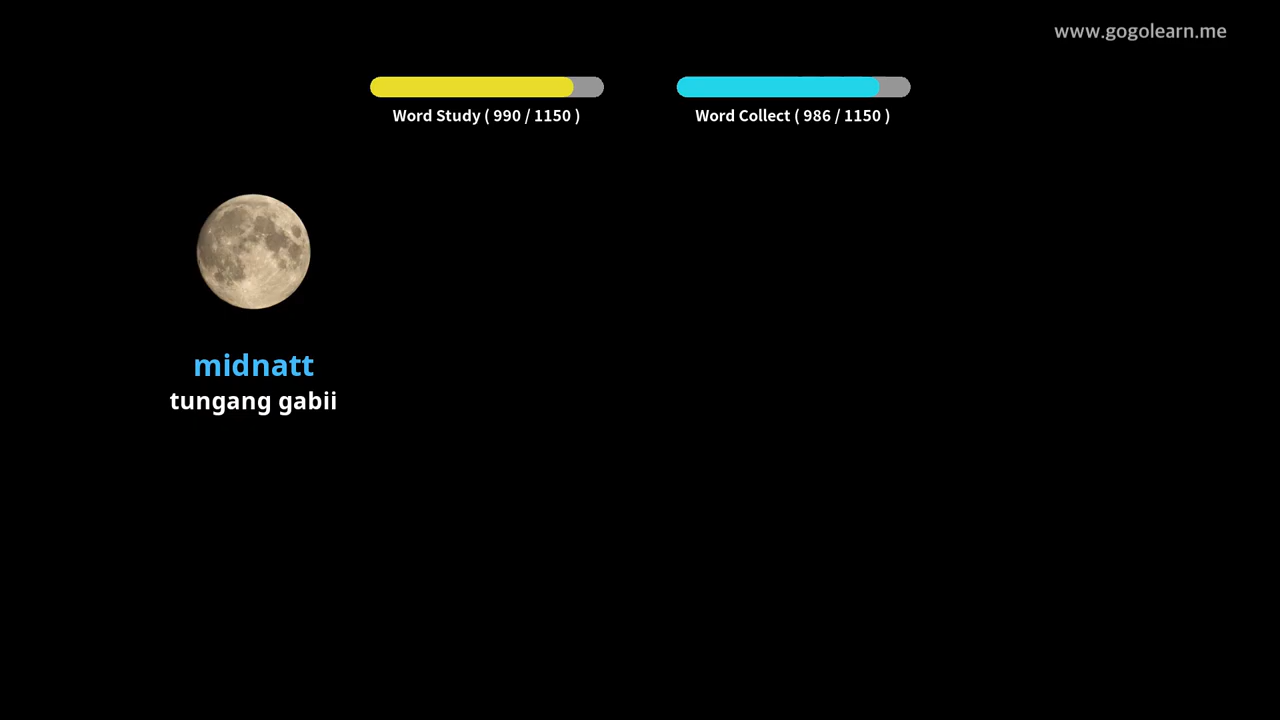 www.gogolearn.me
Word Study ( 990 / 1150 )
Word Collect ( 986 / 1150 )
midnatt
tungang gabii